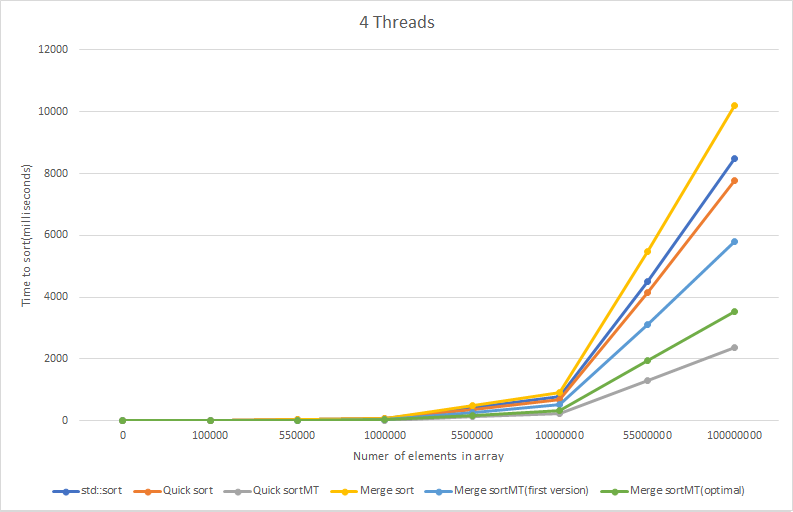 4 Threads
12000
10000
8000
6000
4000
2000
0
Time to sort(milliseconds)
0 100000 550000 1000000 5500000 10000000 55000000 100000000
Numer of elements in array
std::sort Quick sort Quick sortMT Merge sort Merge sortMT(first version) Merge sortMT(optimal)